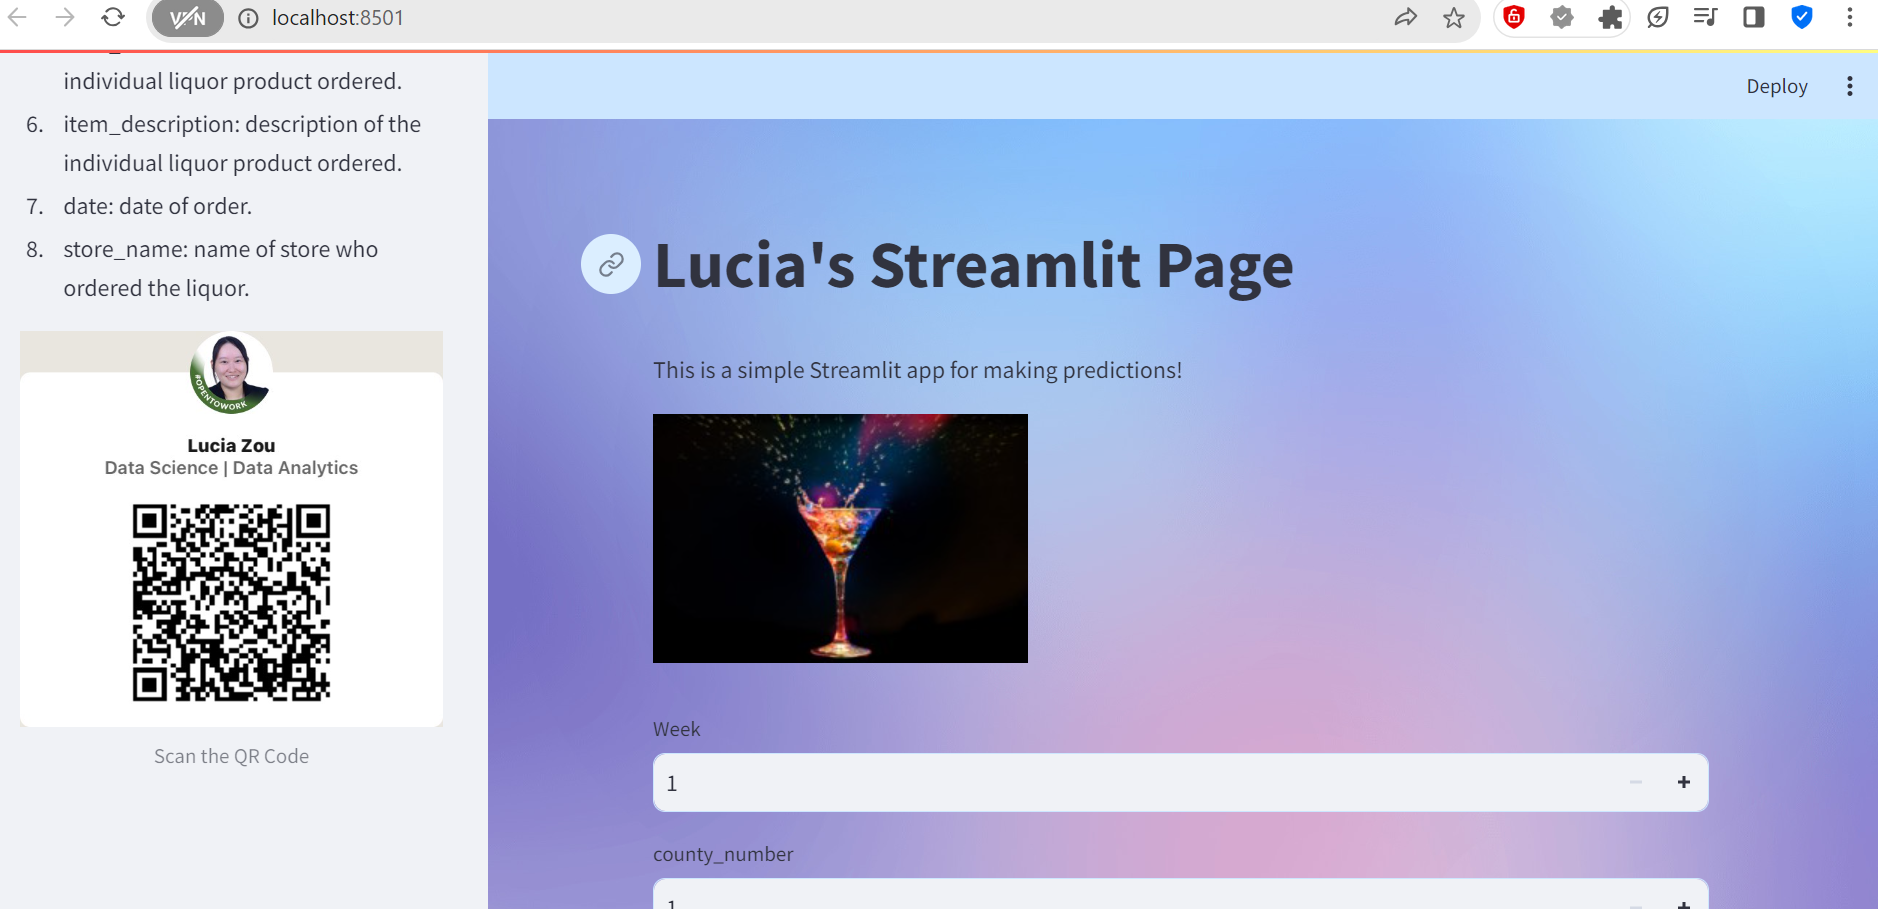 VPN
localhost:8501
individual liquor product ordered.
6. item_description: description of the
individual liquor product ordered.
7. date: date of order.
8. store_name: name of store who
ordered the liquor.
#OPENTOWORK
Lucia Zou
Data Science | Data Analytics
Scan the QR Code
Deploy
Lucia's Streamlit Page
This is a simple Streamlit app for making predictions!
Week
1
county_number
1